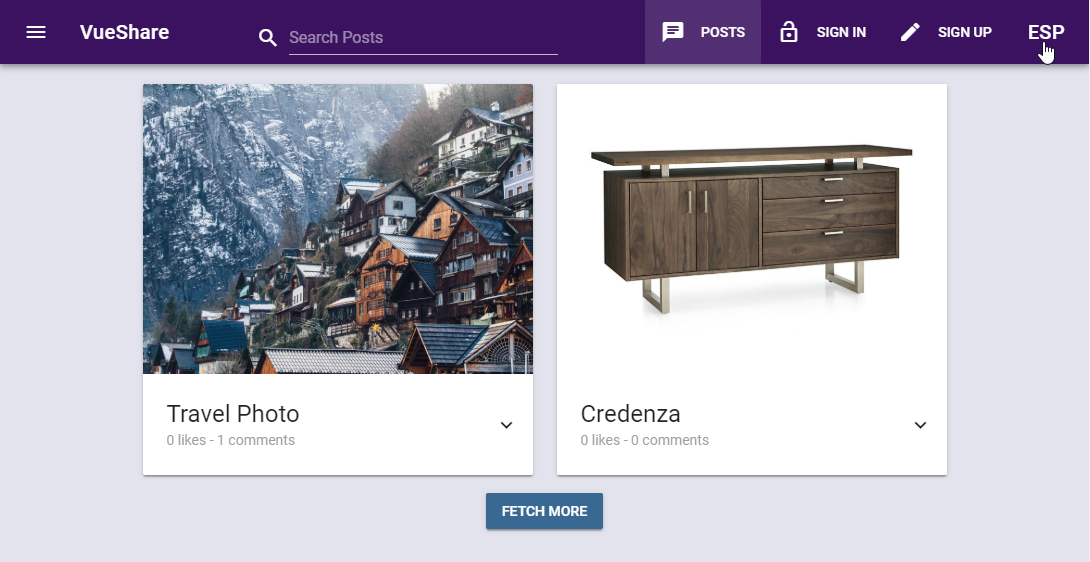 VueShare
Search Posts
POSTS
SIGN IN
SIGN UP
ESP
Travel Photo
0 likes - 1 comments
Credenza
0 likes - 0 comments
FETCH MORE